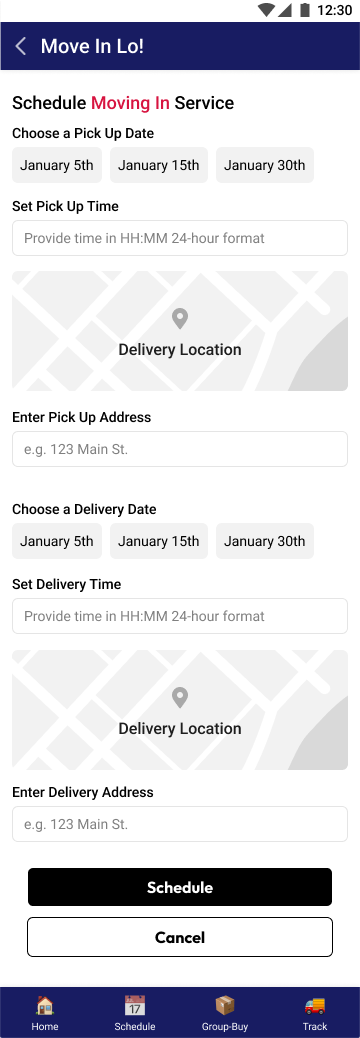 12:30
Move In Lo!
Schedule Moving In Service
Choose a Pick Up Date
January 5th January 15th January 30th
Set Pick Up Time
Provide time in HH:MM 24-hour format
Delivery Location
Enter Pick Up Address
e.g. 123 Main St.
Choose a Delivery Date
January 5th January 15th January 30th
Set Delivery Time
Provide time in HH:MM 24-hour format
Delivery Location
Enter Delivery Address
e.g. 123 Main St.
Schedule
Cancel
17
Home Schedule Group-Buy Track